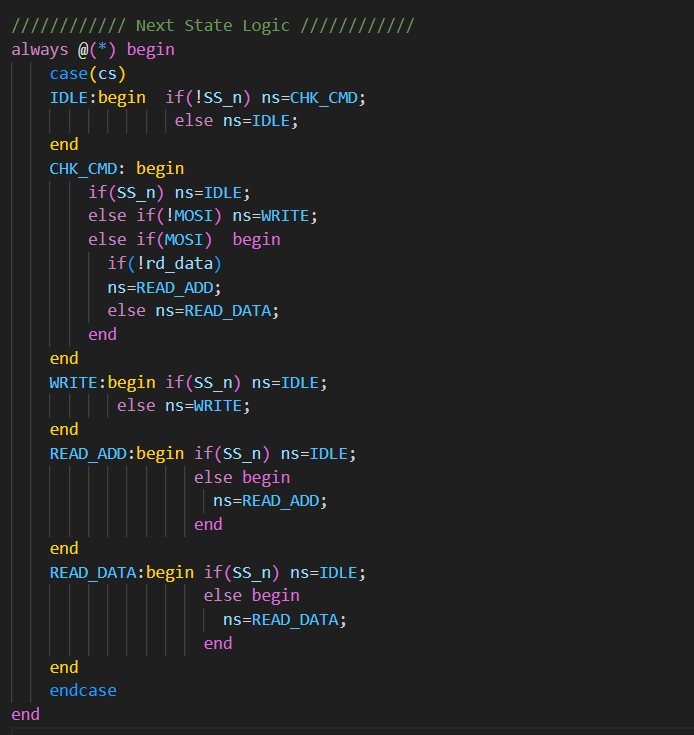 //////////// Next State Logic ////////////
always @(*) begin
    case(cs)
    IDLE:begin  if(!SS_n) ns=CHK_CMD;
                 else ns=IDLE;
    end
    CHK_CMD: begin
        if(SS_n) ns=IDLE;
        else if(!MOSI) ns=WRITE;
        else if(MOSI)  begin
          if(!rd_data)
          ns=READ_ADD;
          else ns=READ_DATA;
        end
    end
    WRITE:begin if(SS_n) ns=IDLE;
           else ns=WRITE;
    end
    READ_ADD:begin if(SS_n) ns=IDLE;
                   else begin
                     ns=READ_ADD;
                   end
    end
    READ_DATA:begin if(SS_n) ns=IDLE;
                    else begin
                      ns=READ_DATA;
                    end
    end
    endcase
end